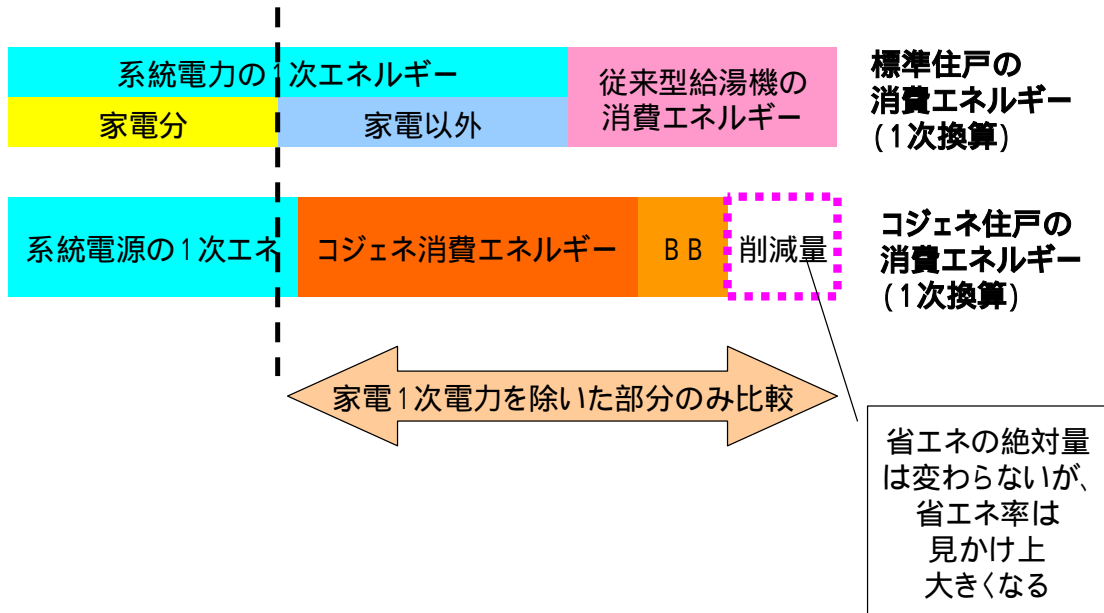 系統電力の1次エネルギー
家電分
家電以外
従来型給湯機の
消費エネルギー
標準住戸の
消費エネルギー
(1次換算)
系統電源の1次エネ
コジェネ消費エネルギー
BB
削減量
コジェネ住戸の
消費エネルギー
(1次換算)
家電1次電力を除いた部分のみ比較
省エネの絶対量
は変わらないが、
省エネ率は
見かけ上
大きくなる